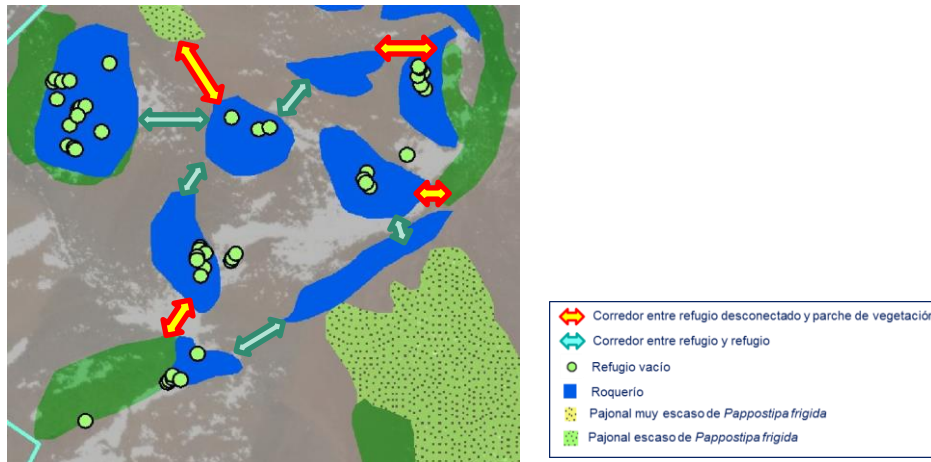 Corredor entre refugio desconectado y parche de vegetación
Corredor entre refugio y refugio
Refugio vacío
Roquerío
Pajonal muy escaso de Pappostipa frigida
Pajonal escaso de Pappostipa frigida